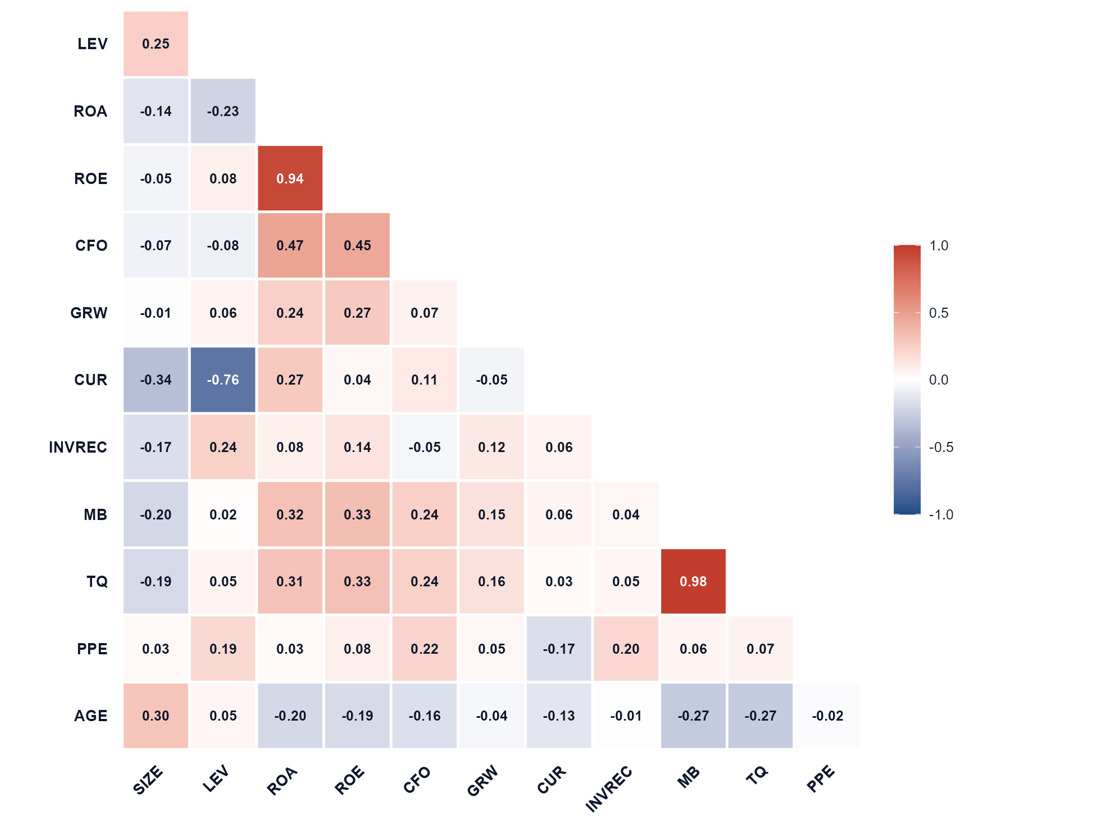 LEV 0.25
ROA -0.14 -0.23
ROE -0.05 0.08 0.94
CFO -0.07 -0.08 0.47 0.45
GRW -0.01 0.06 0.24 0.27 0.07
CUR -0.34 -0.76 0.27 0.04 0.11 -0.05
INVREC -0.17 0.24 0.08 0.14 -0.05 0.12 0.06
MB -0.20 0.02 0.32 0.33 0.24 0.15 0.06 0.04
TQ -0.19 0.05 0.31 0.33 0.24 0.16 0.03 0.05 0.98
PPE 0.03 0.19 0.03 0.08 0.22 0.05 -0.17 0.20 0.06 0.07
AGE 0.30 0.05 -0.20 -0.19 -0.16 -0.04 -0.13 -0.01 -0.27 -0.27 -0.02
SIZE LEV ROA ROE CFO GRW CUR INVREC MB TQ PPE
1.0
0.5
0.0
-0.5
-1.0